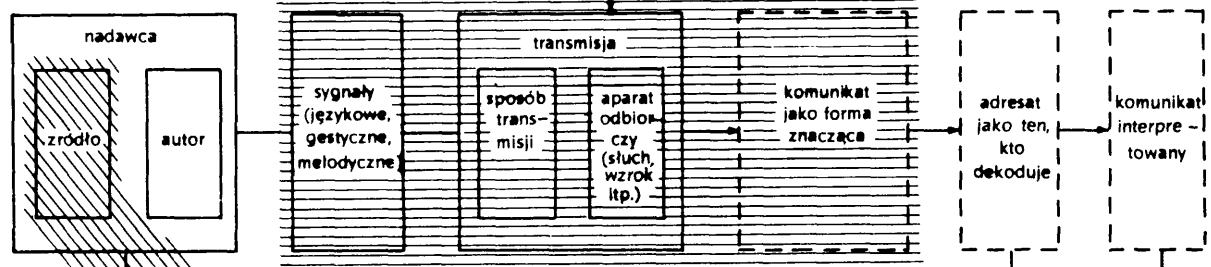 nadawca
źródło
autor
sygnały
(językowe,
gestyczne,
melodyczne)
transmisja
sposób
trans–
misji
aparat
odbior
czy
(słuch,
wzrok
itp.)
komunikat
jako forma
znacząca
adresat
jako ten,
kto
dekoduje
komunikat
interpre –
towany